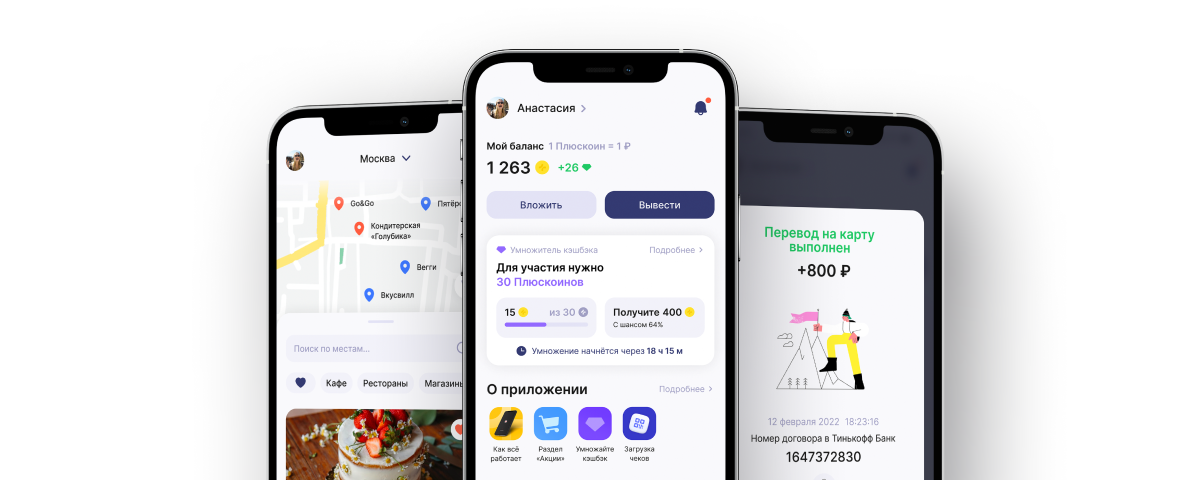 Москва
Go&Go
Пятёрс
Кондитерская
«Голубика»
Вегги
Вкусвилл
Поиск по местам...
Кафе
Рестораны
Магазины
Анастасия
Мой баланс 1 Плюскоин = 1 ₽
1 263 +26
Вложить
Вывести
Умножитель кэшбэка
Подробнее
Для участия нужно
30 Плюскоинов
15 из 30
Получите 400
С шансом 64%
Умножение начнётся через 18 ч 15 м
О приложении
Подробнее
Как всё
работает
Раздел
«Акции»
Умножайте
кэшбэк
Загрузка
чеков
Перевод на карту
выполнен
+800 ₽
12 февраля 2022 18:23:16
Номер договора в Тинькофф Банк
1647372830